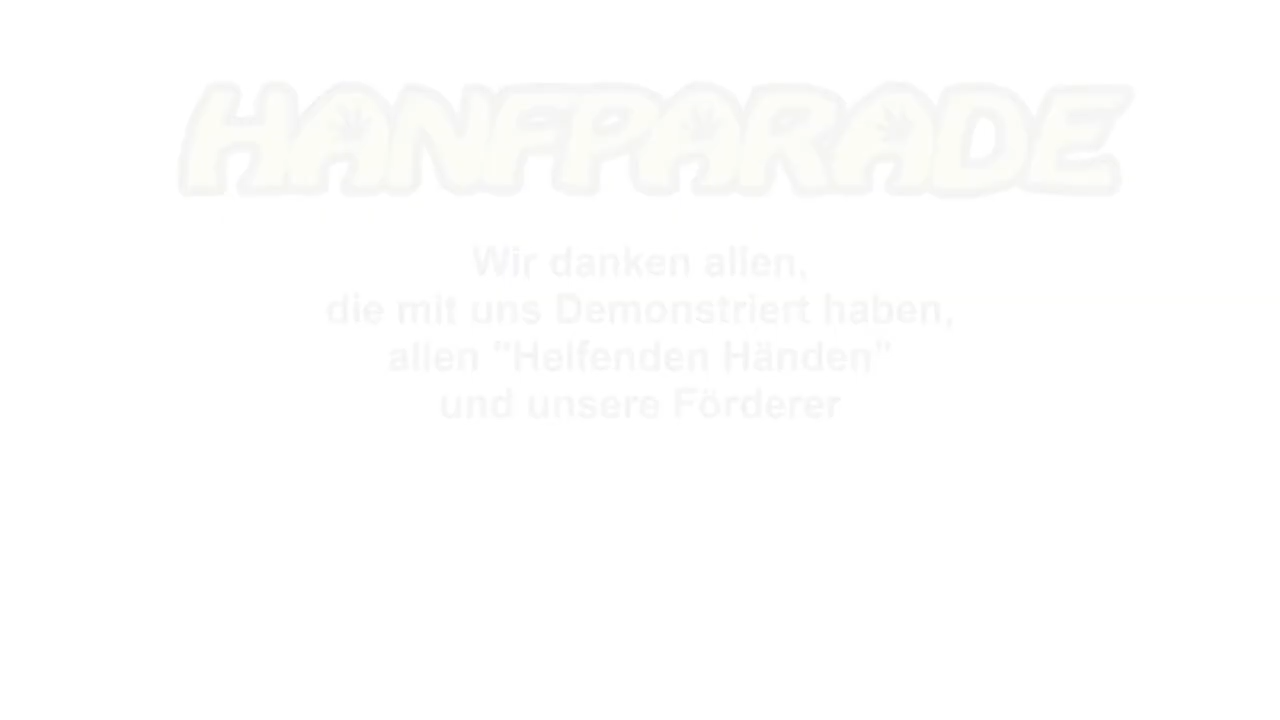 HANFPARADE
Wir danken allen,
die mit uns Demonstriert haben,
allen "Helfenden Händen"
und unsere Förderer